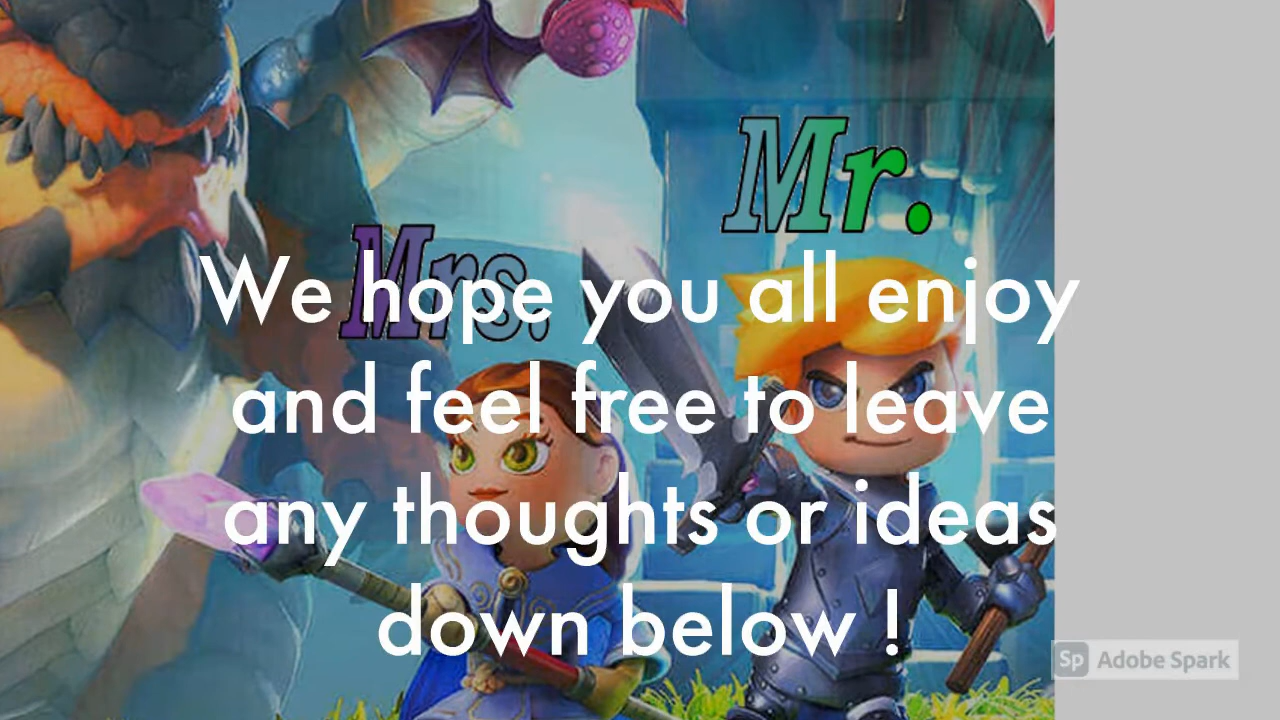 Mr.
Mrs.
We hope you all enjoy
and feel free to leave
any thoughts or ideas
down below !
Sp Adobe Spark